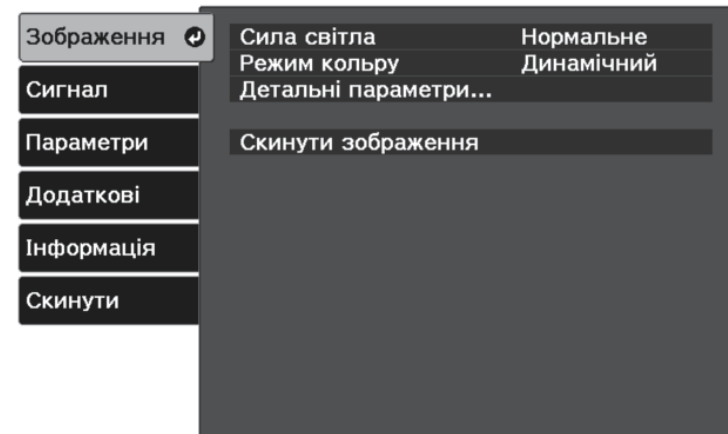 Зображення
Сигнал
Параметри
Додаткові
Інформація
Скинути
Сила світла Нормальне
Режим кольру Динамічний
Детальні параметри...
Скинути зображення